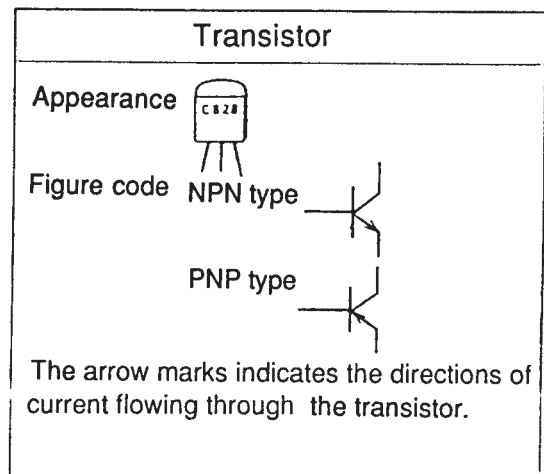 Transistor
Appearance
C828
Figure code NPN type
PNP type
The arrow marks indicates the directions of
current flowing through the transistor.